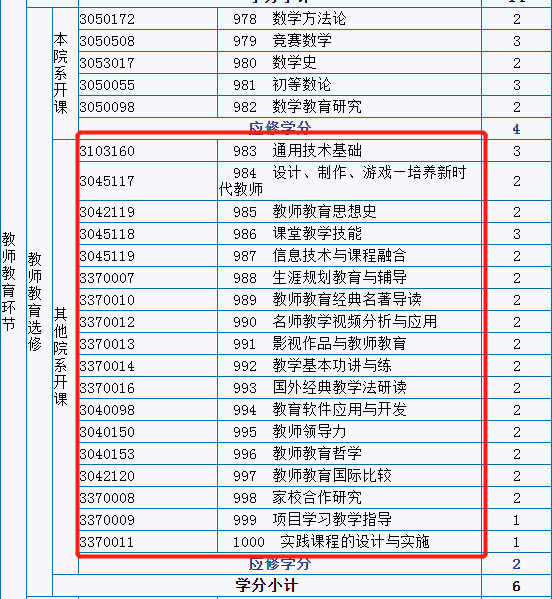 3050172 978 数学方法论 2
3050508 979 竞赛数学 3
3053017 980 数学史 2
3050055 981 初等数论 3
3050098 982 数学教育研究 2
本院系开课
应修学分 4
3103160 983 通用技术基础 3
3045117 984 设计、制作、游戏—培养新时
代教师 2
3042119 985 教师教育思想史 2
3045118 986 课堂教学技能 3
3045119 987 信息技术与课程融合 2
3370007 988 生涯规划教育与辅导 2
3370010 989 教师教育经典名著导读 2
3370012 990 名师教学视频分析与应用 2
3370013 991 影视作品与教师教育 2
3370014 992 教学基本功讲与练 2
3370016 993 国外经典教学法研读 2
3040098 994 教育软件应用与开发 2
3040150 995 教师领导力 2
3040153 996 教师教育哲学 2
3042120 997 教师教育国际比较 2
3370008 998 家校合作研究 2
3370009 999 项目学习教学指导 1
3370011 1000 实践课程的设计与实施 1
教师教育环节
教师教育选修
其他院系开课
应修学分 2
学分小计 6